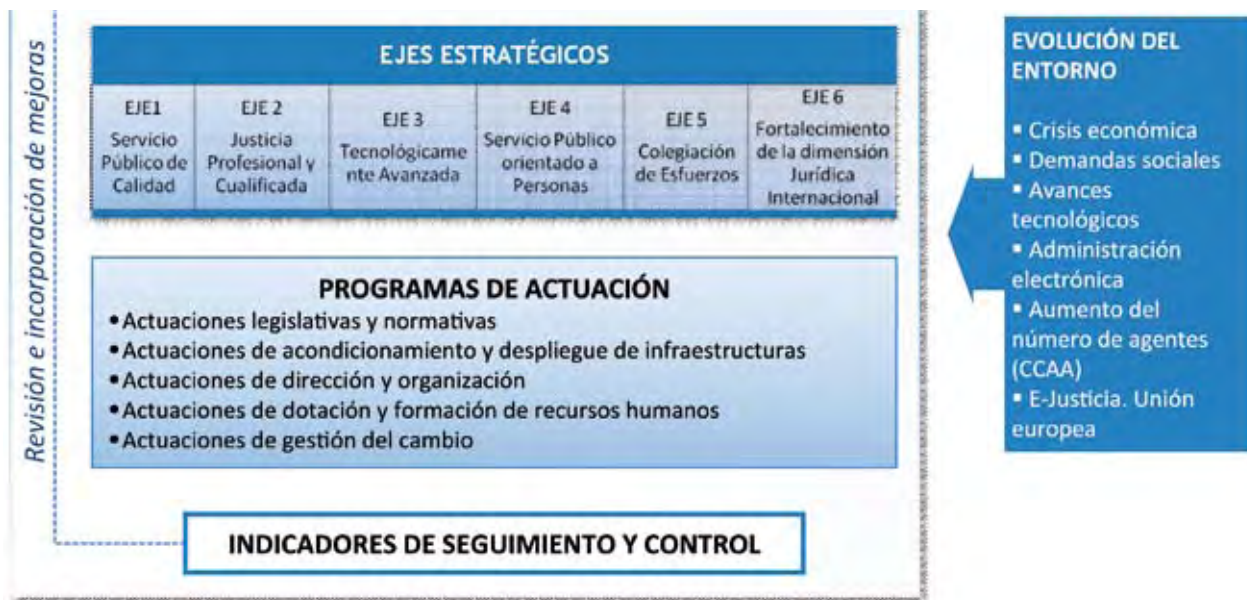 Revisión e incorporación de mejoras
EJES ESTRATÉGICOS
EJE1
Servicio
Público de
Calidad
EJE 2
Justicia
Profesional y
Cualificada
EJE 3
Tecnológicame
nte Avanzada
EJE 4
Servicio Público
orientado a
Personas
EJE 5
Colegiación
de Esfuerzos
EJE 6
Fortalecimiento
de la dimensión
Jurídica
Internacional
PROGRAMAS DE ACTUACIÓN
•Actuaciones legislativas y normativas
•Actuaciones de acondicionamiento y despliegue de infraestructuras
•Actuaciones de dirección y organización
•Actuaciones de dotación y formación de recursos humanos
•Actuaciones de gestión del cambio
INDICADORES DE SEGUIMIENTO Y CONTROL
EVOLUCIÓN DEL
ENTORNO
▪ Crisis económica
▪ Demandas sociales
▪ Avances
tecnológicos
▪ Administración
electrónica
▪ Aumento del
número de agentes
(CCAA)
▪ E-Justicia. Unión
europea